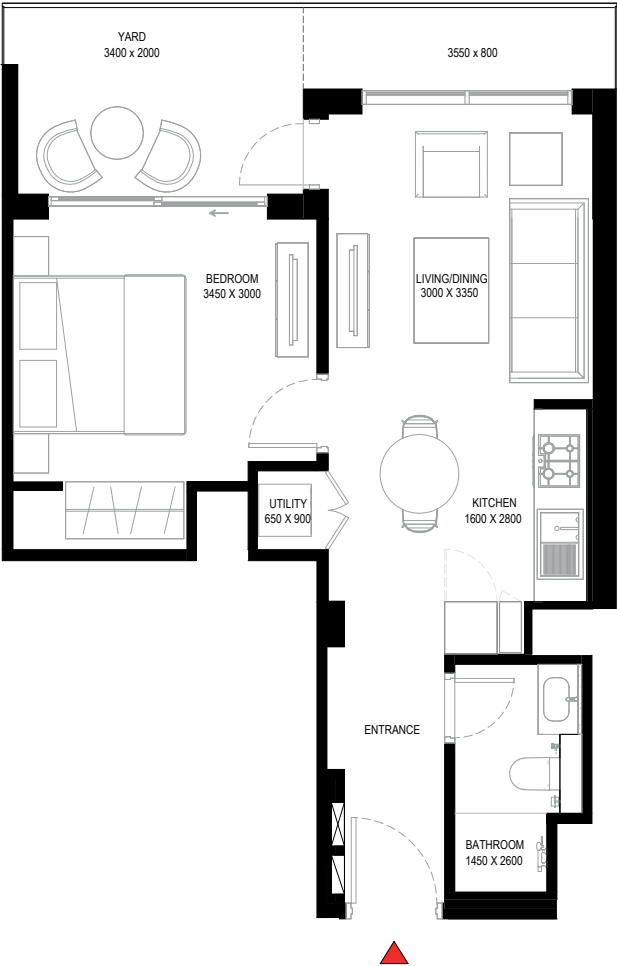 YARD
3400 x 2000
3550 x 800
BEDROOM
3450 X 3000
LIVING/DINING
3000 X 3350
UTILITY
650 X 900
KITCHEN
1600 X 2800
ENTRANCE
BATHROOM
1450 X 2600